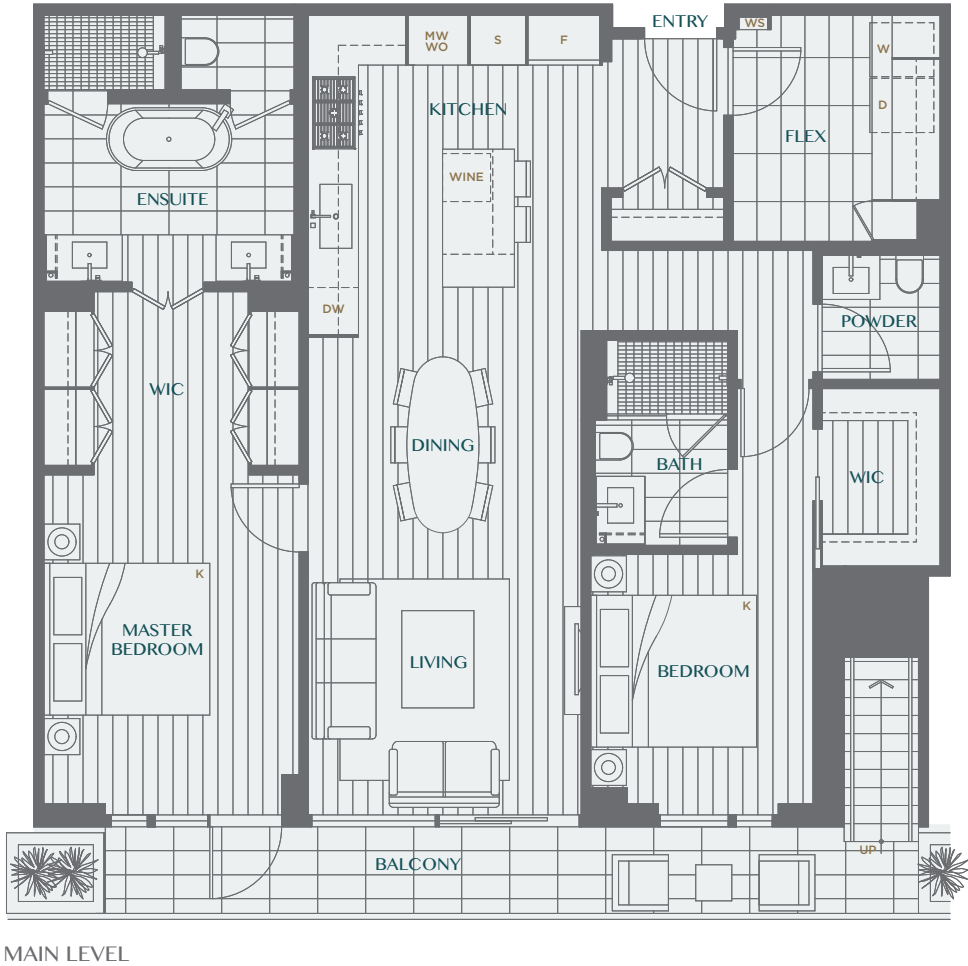 ENTRY
MW
WO
S
F
WS
W
D
KITCHEN
FLEX
WINE
ENSUITE
DW
POWDER
WIC
DINING
BATH
WIC
K
K
MASTER
BEDROOM
LIVING
BEDROOM
UP
BALCONY
MAIN LEVEL